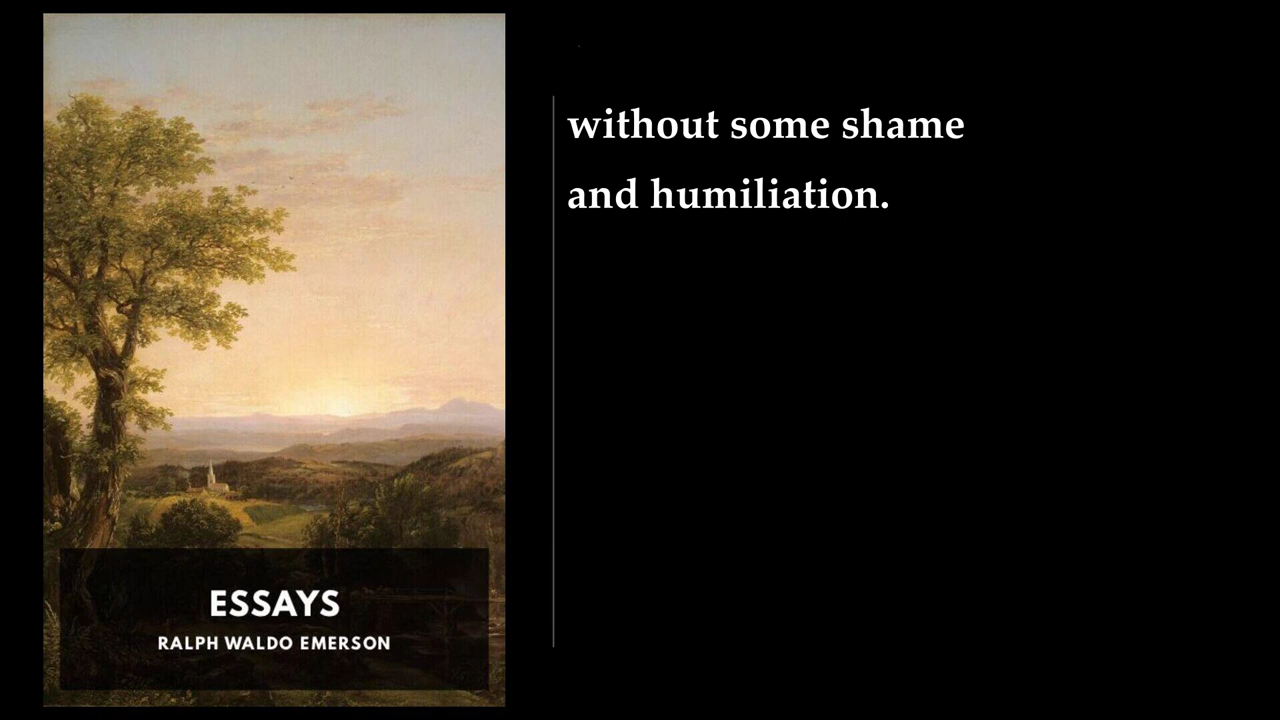 without some shame
and humiliation.
ESSAYS
RALPH WALDO EMERSON